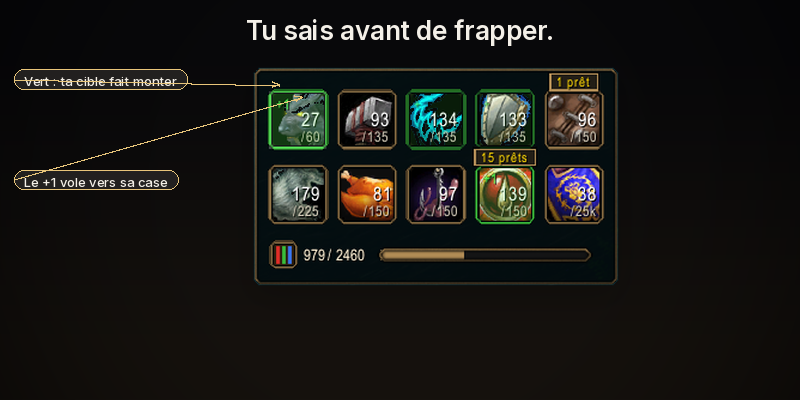 Tu sais avant de frapper.
Vert : ta cible fait monter
Le +1 vole vers sa case
1 prêt
27
/60
93
/135
134
/135
133
/135
96
/150
15 prêts
179
/225
81
/150
97
/150
139
/150
38
/25k
979 / 2460